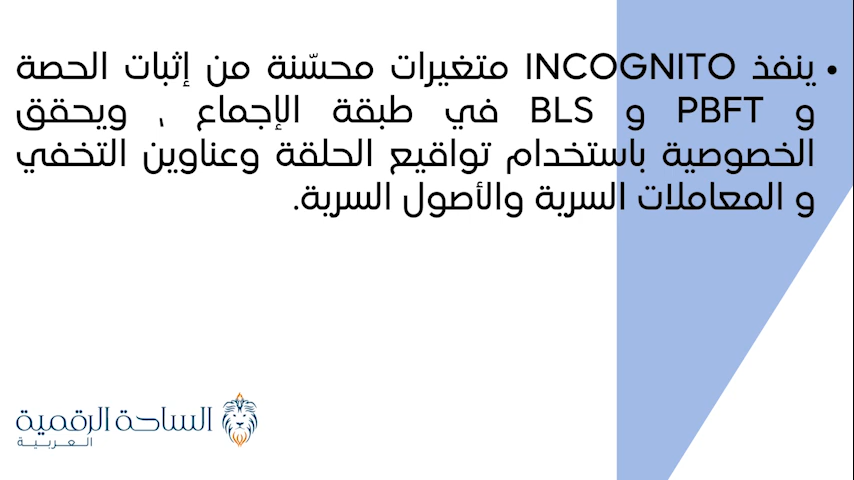 • ينفذ INCOGNITO متغيرات محسّنة من إثبات الحصة
و PBFT و BLS في طبقة الإجماع ، ويحقق
الخصوصية باستخدام تواقيع الحلقة وعناوين التخفي
و المعاملات السرية والأصول السرية.
الساحة الرقمية
العربية